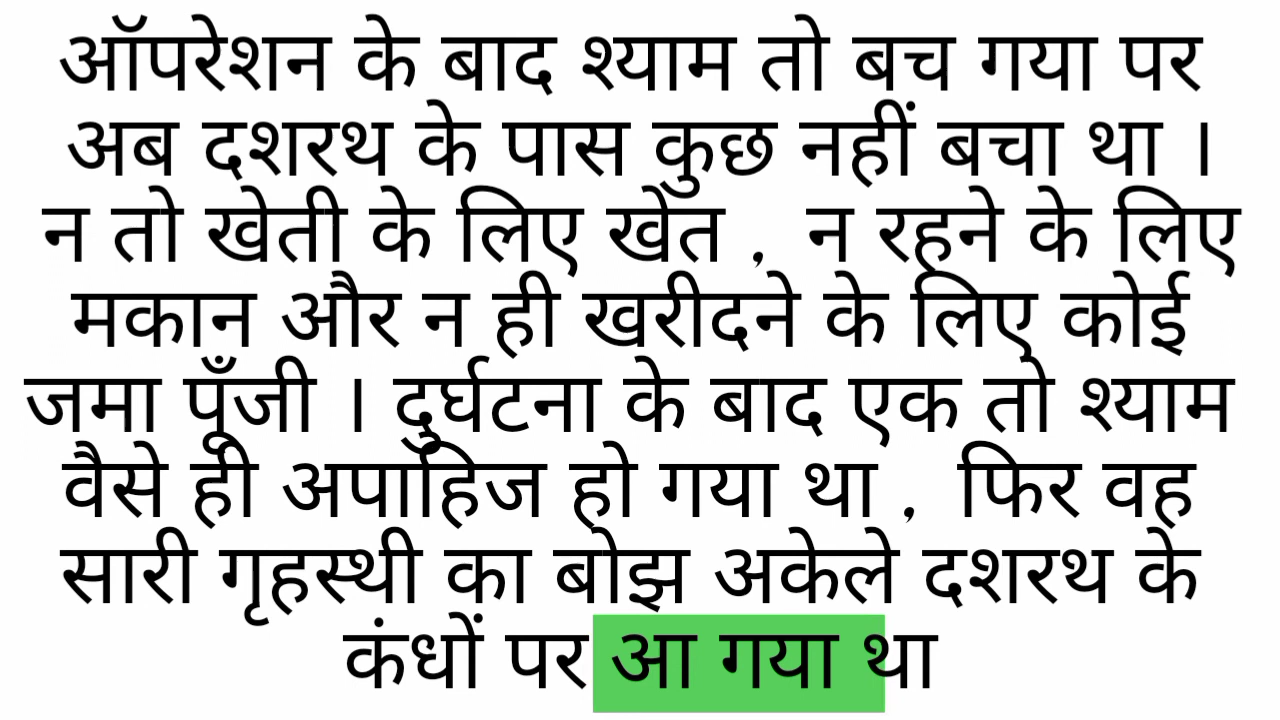 ऑपरेशन के बाद श्याम तो बच गया पर
अब दशरथ के पास कुछ नहीं बचा था ।
न तो खेती के लिए खेत , न रहने के लिए
मकान और न ही खरीदने के लिए कोई
जमा पूँजी । दुर्घटना के बाद एक तो श्याम
वैसे ही अपाहिज हो गया था , फिर वह
सारी गृहस्थी का बोझ अकेले दशरथ के
कंधों पर आ गया था